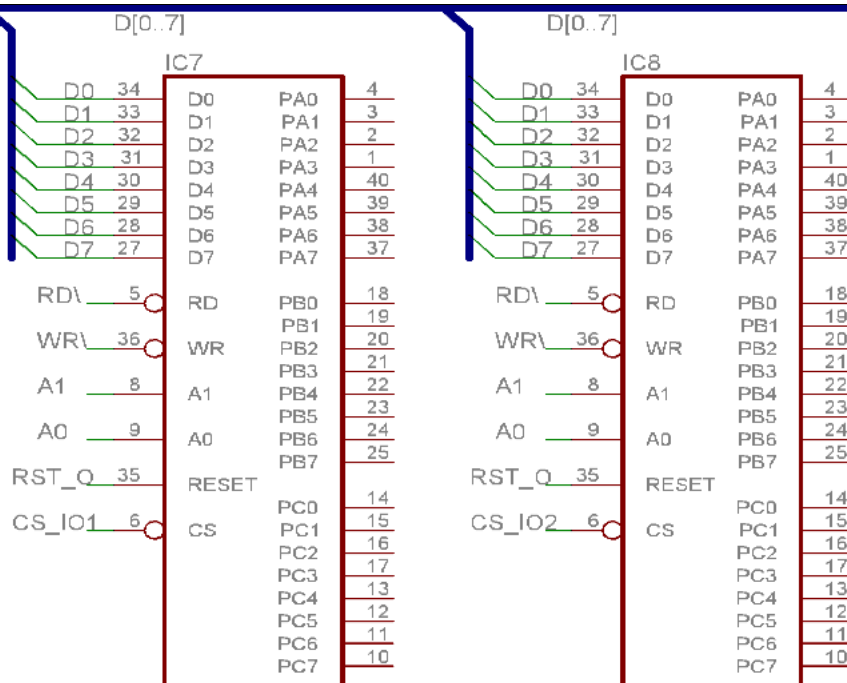 D[0..7] D[0..7]
IC7 IC8
D0 34 D0 PA0 4 D0 34 D0 PA0 4
D1 33 D1 PA1 3 D1 33 D1 PA1 3
D2 32 D2 PA2 2 D2 32 D2 PA2 2
D3 31 D3 PA3 1 D3 31 D3 PA3 1
D4 30 D4 PA4 40 D4 30 D4 PA4 40
D5 29 D5 PA5 39 D5 29 D5 PA5 39
D6 28 D6 PA6 38 D6 28 D6 PA6 38
D7 27 D7 PA7 37 D7 27 D7 PA7 37
RD\ 5 RD PB0 18 RD\ 5 RD PB0 18
PB1 19 PB1 19
WR\ 36 WR PB2 20 WR\ 36 WR PB2 20
PB3 21 PB3 21
A1 8 A1 PB4 22 A1 8 A1 PB4 22
PB5 23 PB5 23
A0 9 A0 PB6 24 A0 9 A0 PB6 24
PB7 25 PB7 25
RST_Q 35 RESET RST_Q 35 RESET
PC0 14 PC0 14
CS_IO1 6 CS PC1 15 CS_IO2 6 CS PC1 15
PC2 16 PC2 16
PC3 17 PC3 17
PC4 13 PC4 13
PC5 12 PC5 12
PC6 11 PC6 11
PC7 10 PC7 10